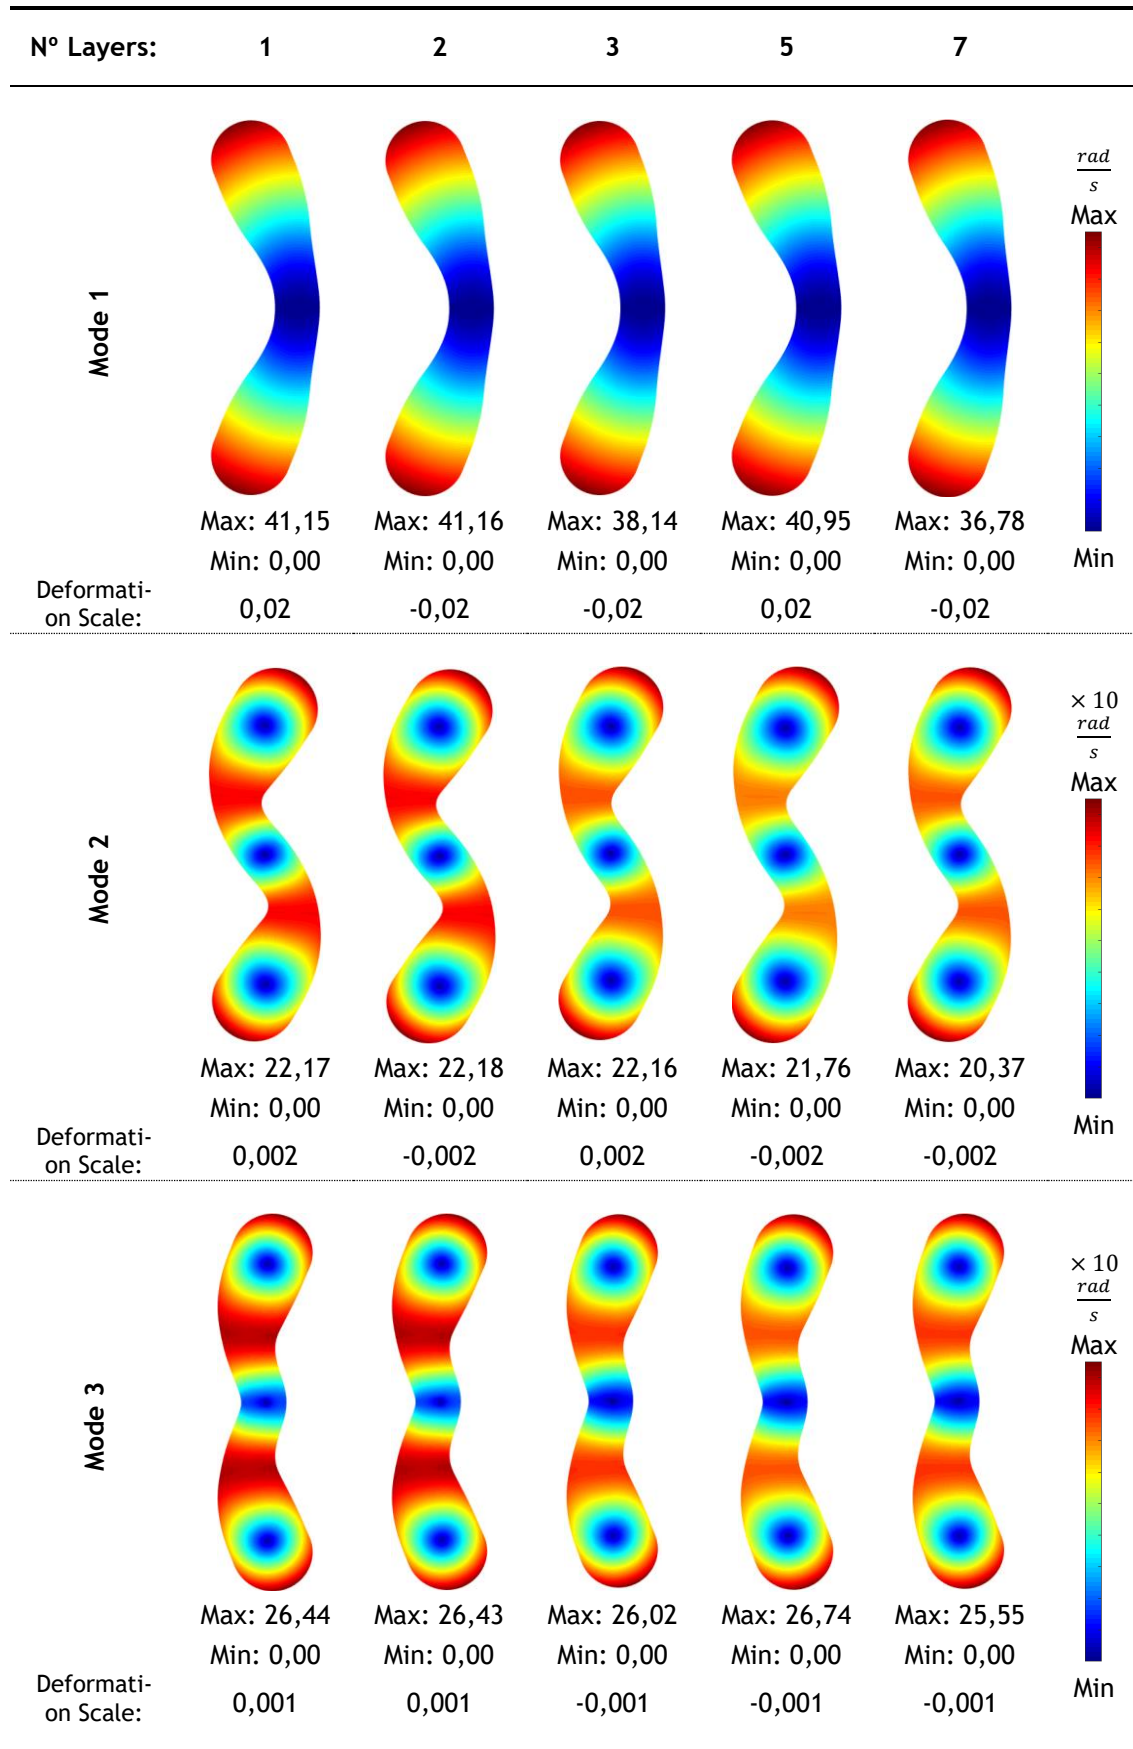 Nº Layers: 1 2 3 5 7
rad
s
Max
Mode 1
Max: 41,15 Max: 41,16 Max: 38,14 Max: 40,95 Max: 36,78
Min: 0,00 Min: 0,00 Min: 0,00 Min: 0,00 Min: 0,00 Min
Deformati-
on Scale: 0,02 -0,02 -0,02 0,02 -0,02
× 10
rad
s
Max
Mode 2
Max: 22,17 Max: 22,18 Max: 22,16 Max: 21,76 Max: 20,37
Min: 0,00 Min: 0,00 Min: 0,00 Min: 0,00 Min: 0,00 Min
Deformati-
on Scale: 0,002 -0,002 0,002 -0,002 -0,002
× 10
rad
s
Max
Mode 3
Max: 26,44 Max: 26,43 Max: 26,02 Max: 26,74 Max: 25,55
Min: 0,00 Min: 0,00 Min: 0,00 Min: 0,00 Min: 0,00
Min
Deformati-
on Scale: 0,001 0,001 -0,001 -0,001 -0,001